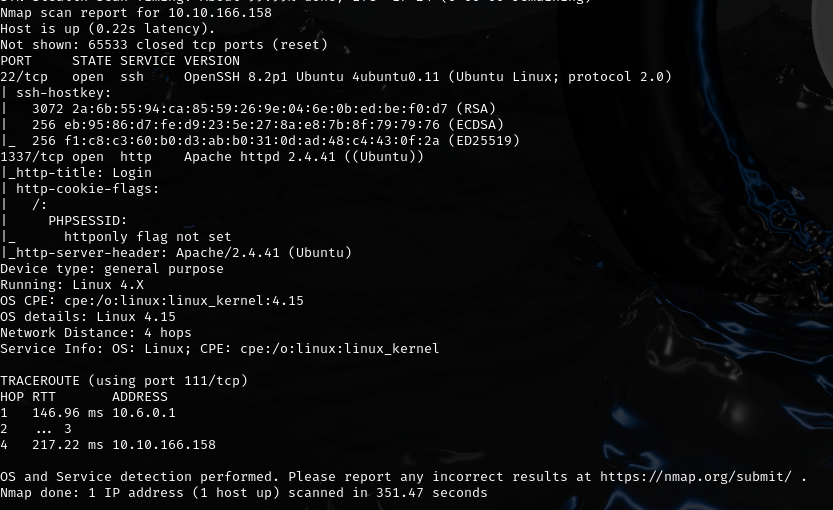 Nmap scan report for 10.10.166.158
Host is up (0.22s latency).
Not shown: 65533 closed tcp ports (reset)
PORT     STATE SERVICE VERSION
22/tcp   open  ssh     OpenSSH 8.2p1 Ubuntu 4ubuntu0.11 (Ubuntu Linux; protocol 2.0)
| ssh-hostkey:
|   3072 2a:6b:55:94:ca:85:59:26:9e:04:6e:0b:ed:be:f0:d7 (RSA)
|   256 eb:95:86:d7:fe:d9:23:5e:27:8a:e8:7b:8f:79:79:76 (ECDSA)
|_  256 f1:c8:c3:60:b0:d3:ab:b0:31:0d:ad:48:c4:43:0f:2a (ED25519)
1337/tcp open  http    Apache httpd 2.4.41 ((Ubuntu))
|_http-title: Login
| http-cookie-flags:
|   /:
|     PHPSESSID:
|_      httponly flag not set
|_http-server-header: Apache/2.4.41 (Ubuntu)
Device type: general purpose
Running: Linux 4.X
OS CPE: cpe:/o:linux:linux_kernel:4.15
OS details: Linux 4.15
Network Distance: 4 hops
Service Info: OS: Linux; CPE: cpe:/o:linux:linux_kernel

TRACEROUTE (using port 111/tcp)
HOP RTT       ADDRESS
1   146.96 ms 10.6.0.1
2   ... 3
4   217.22 ms 10.10.166.158

OS and Service detection performed. Please report any incorrect results at https://nmap.org/submit/ .
Nmap done: 1 IP address (1 host up) scanned in 351.47 seconds